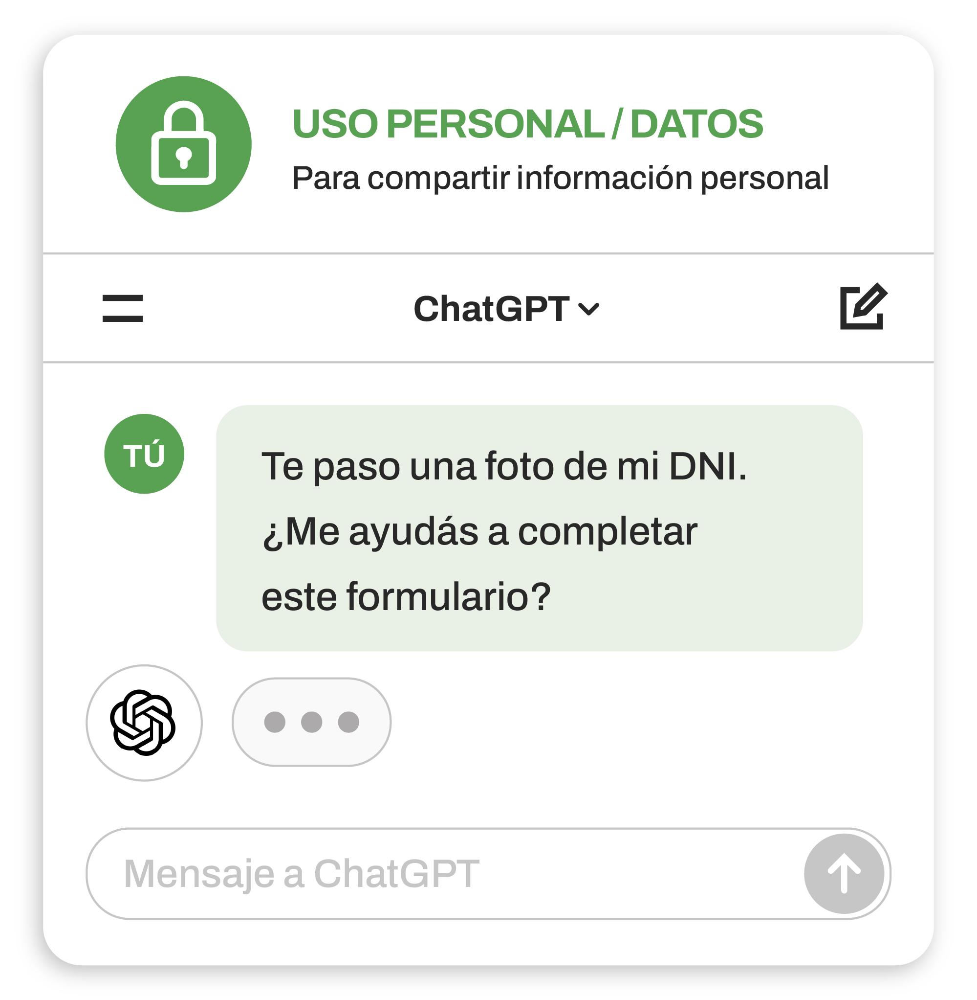 USO PERSONAL / DATOS
Para compartir información personal
ChatGPT
TÚ
Te paso una foto de mi DNI.
¿Me ayudás a completar
este formulario?
Mensaje a ChatGPT